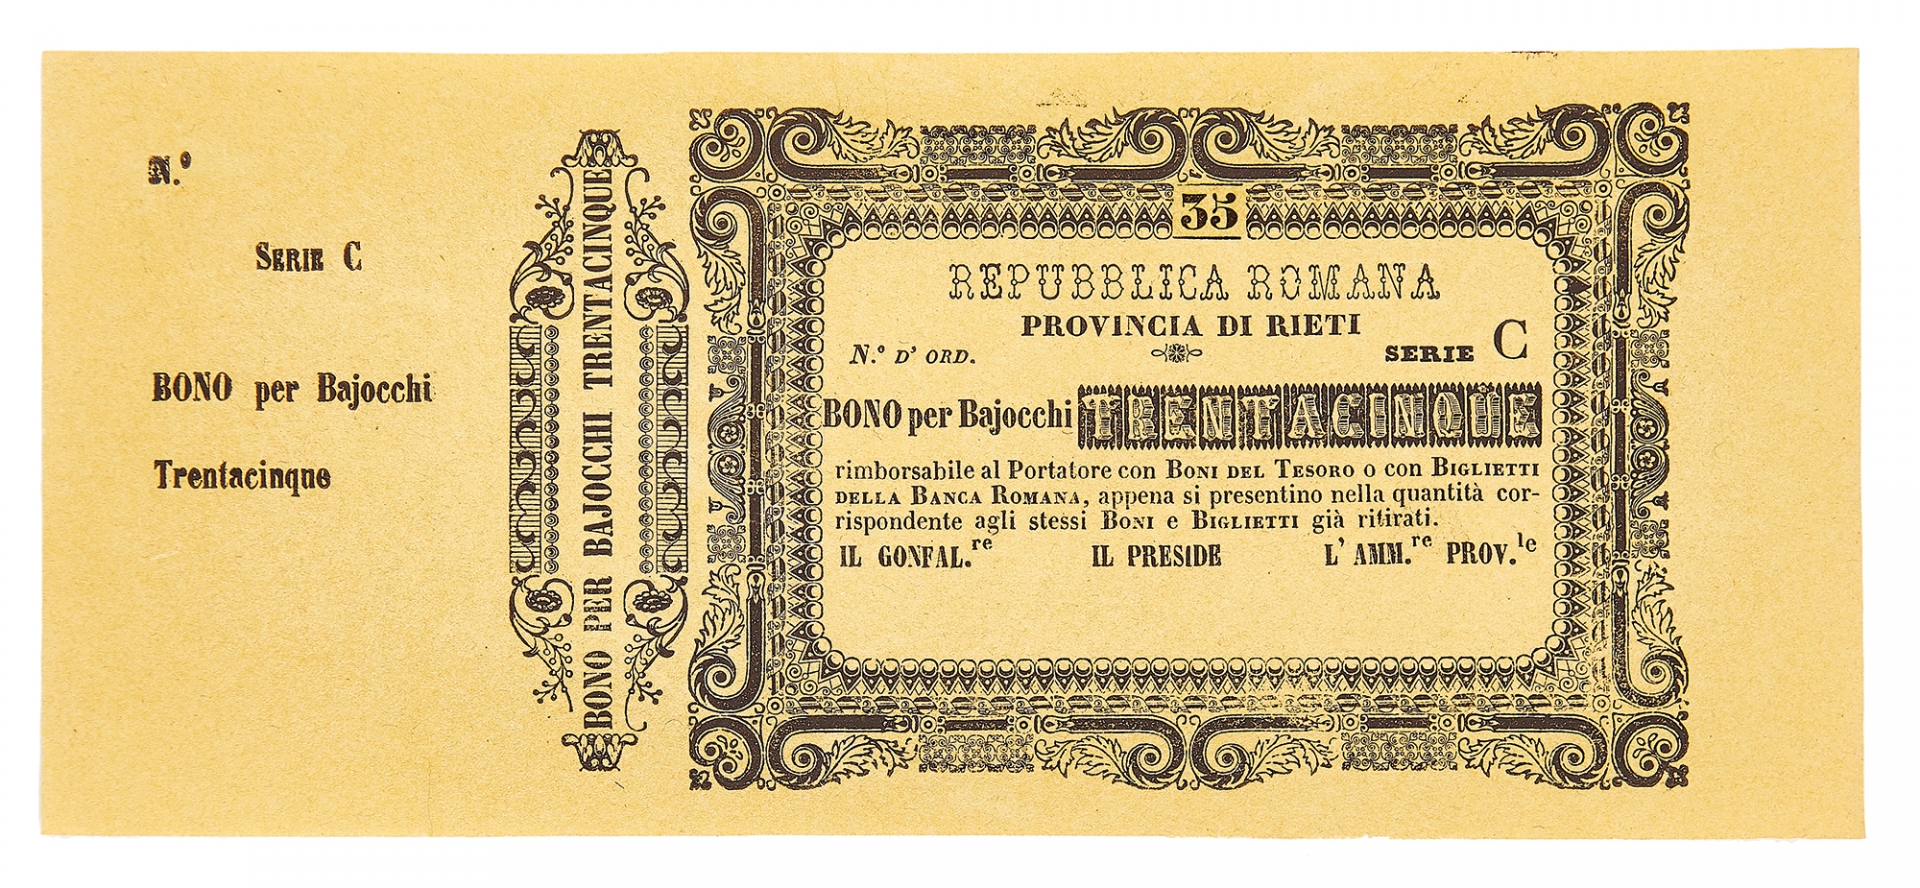 N.º
SERIE C
BONO per Bajocchi
Trentacinque
BONO PER BAJOCCHI TRENTACINQUE
35
REPUBBLICA ROMANA
PROVINCIA DI RIETI
N.º D' ORD.
SERIE C
BONO per Bajocchi TRENTACINQUE
rimborsabile al Portatore con BONI DEL TESORO o con BIGLIETTI
DELLA BANCA ROMANA, appena si presentino nella quantità cor-
rispondente agli stessi BONI e BIGLIETTI già ritirati.
IL GONFAL.re IL PRESIDE L' AMM.re PROV.le